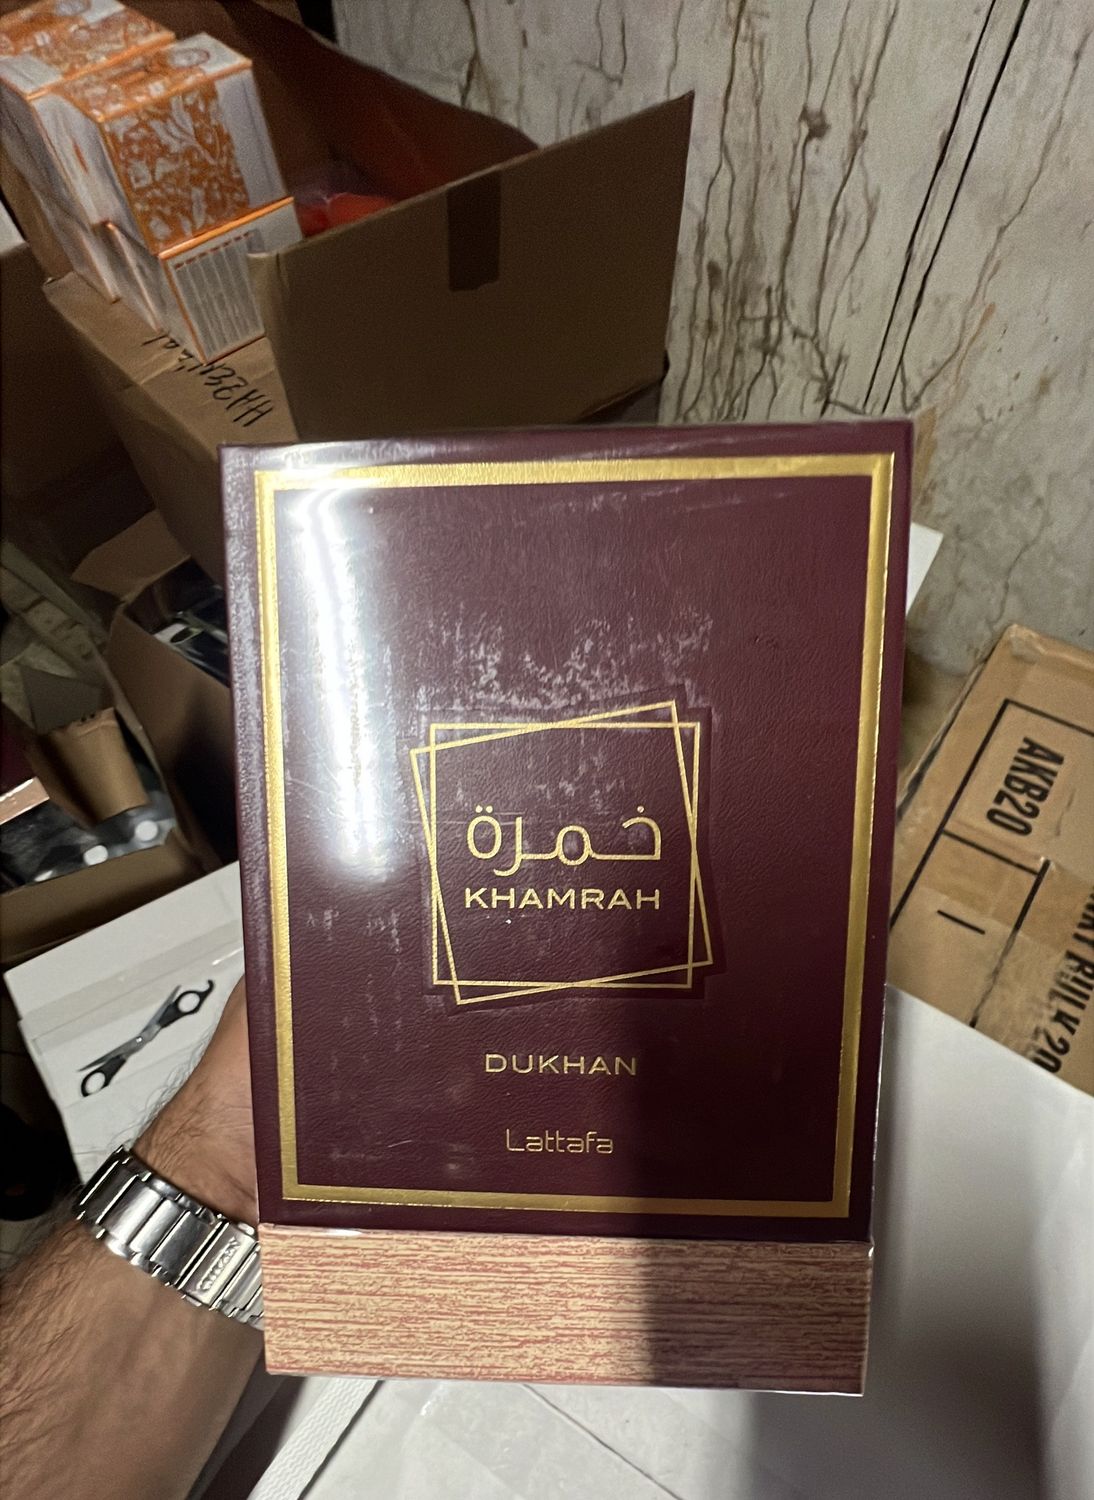 خمرة
KHAMRAH
DUKHAN
Lattafa
AKB20